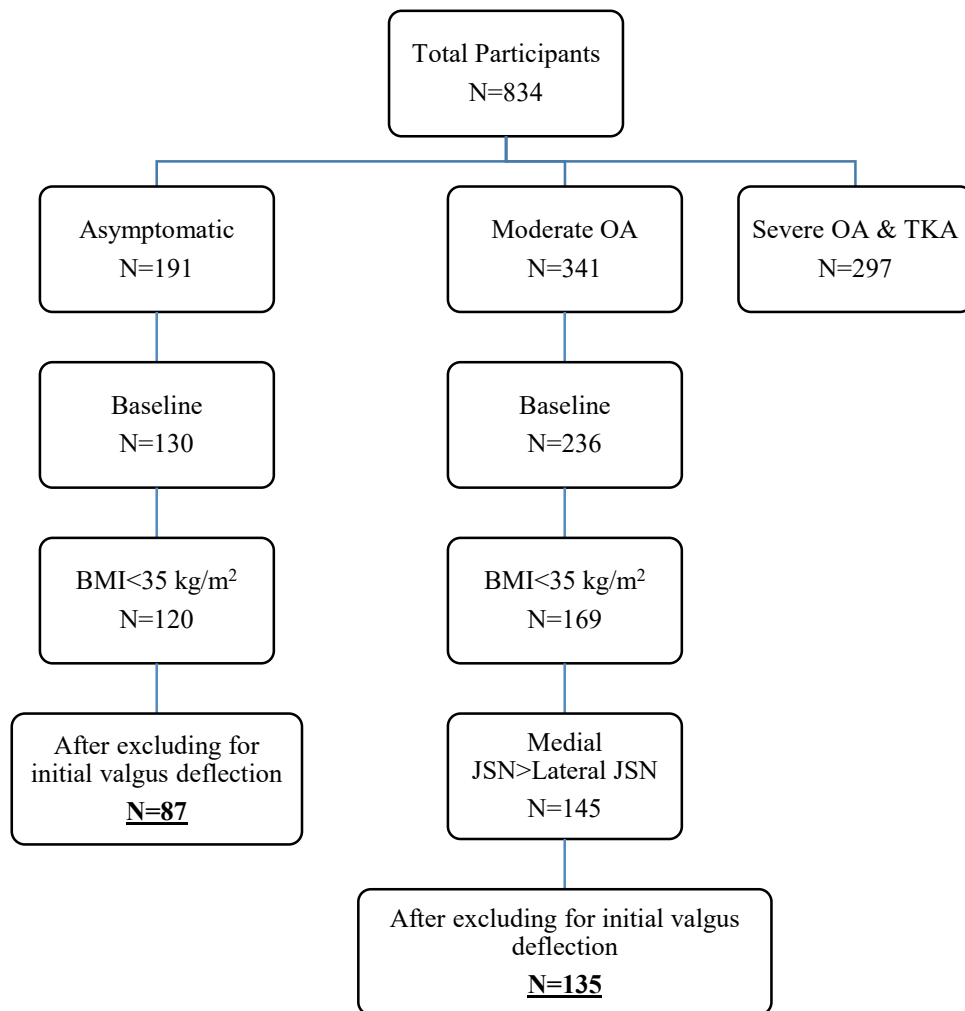 Total Participants
N=834
Asymptomatic
N=191
Moderate OA
N=341
Severe OA & TKA
N=297
Baseline
N=130
Baseline
N=236
BMI<35 kg/m²
N=120
BMI<35 kg/m²
N=169
After excluding for
initial valgus deflection
N=87
Medial
JSN>Lateral JSN
N=145
After excluding for initial valgus
deflection
N=135